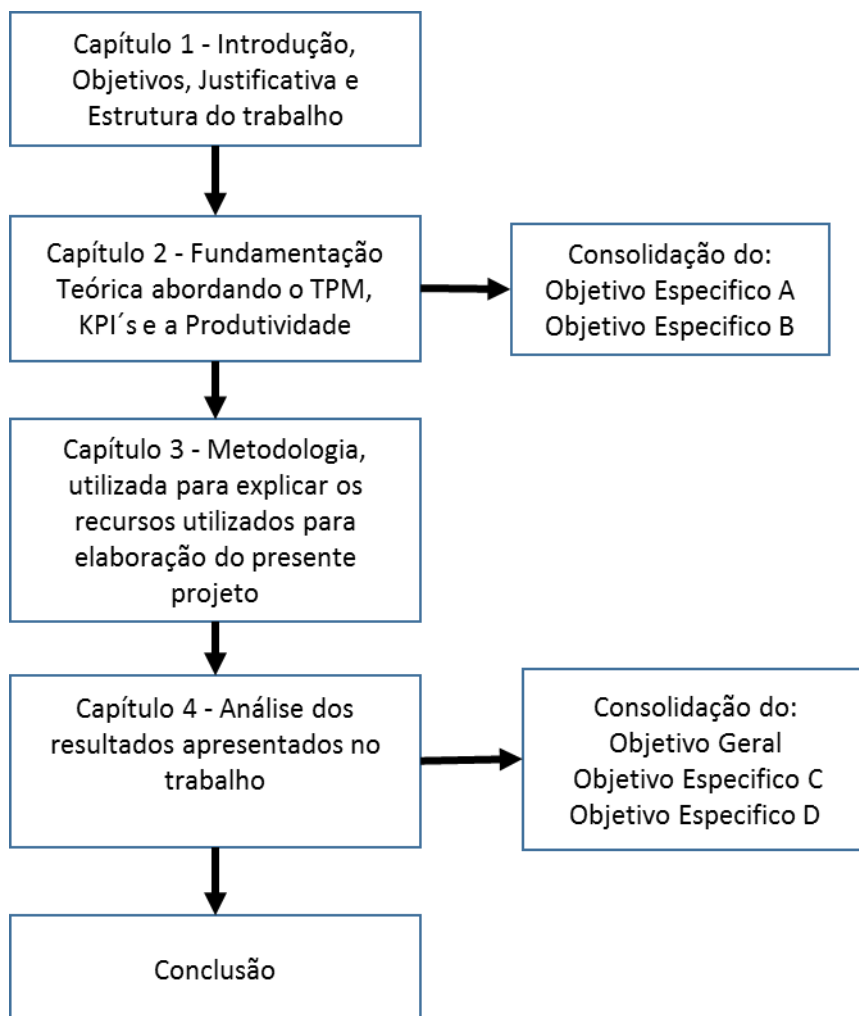 Capítulo 1 - Introdução,
Objetivos, Justificativa e
Estrutura do trabalho
Capítulo 2 - Fundamentação
Teórica abordando o TPM,
KPI´s e a Produtividade
Consolidação do:
Objetivo Especifico A
Objetivo Especifico B
Capítulo 3 - Metodologia,
utilizada para explicar os
recursos utilizados para
elaboração do presente
projeto
Capítulo 4 - Análise dos
resultados apresentados no
trabalho
Consolidação do:
Objetivo Geral
Objetivo Especifico C
Objetivo Especifico D
Conclusão